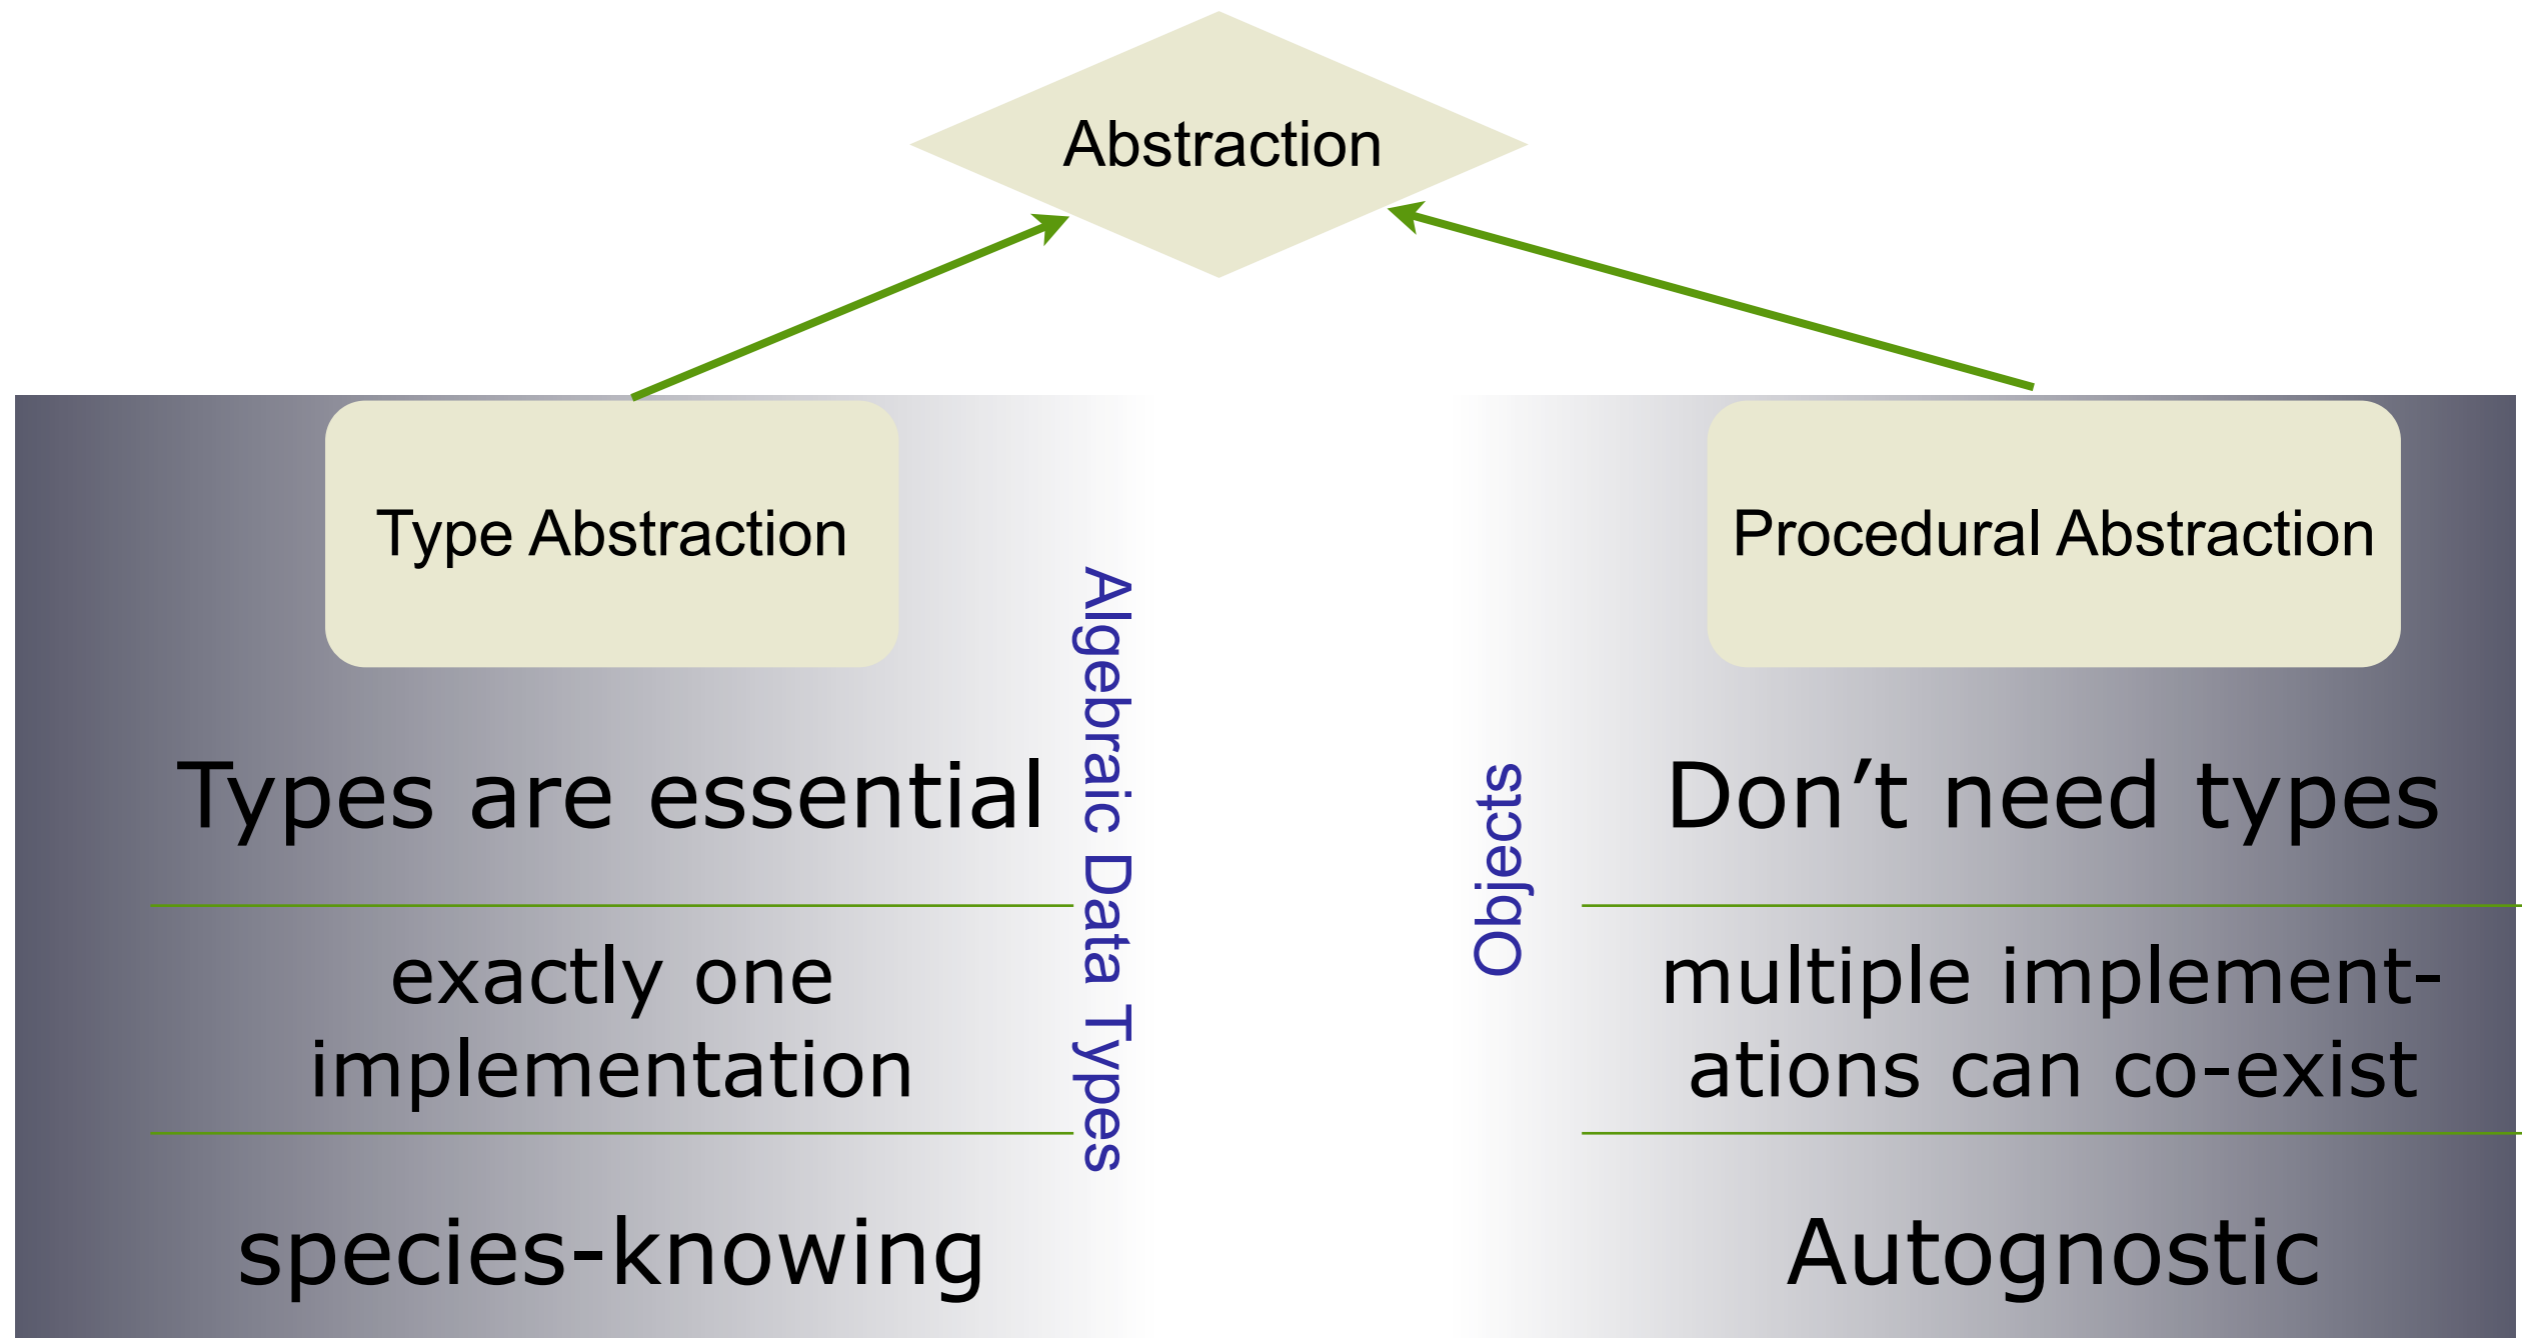 Abstraction
Type Abstraction
Types are essential
exactly one
implementation
species-knowing
Algebraic Data Types
Objects
Procedural Abstraction
Don’t need types
multiple implement-
ations can co-exist
Autognostic